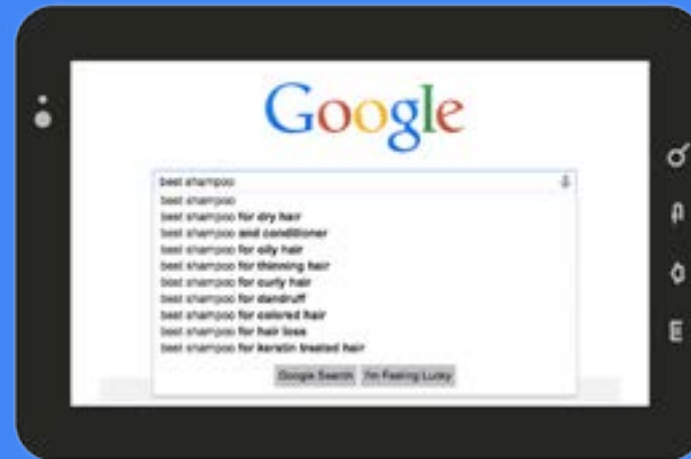 Google
best shampoo
best shampoo
best shampoo for dry hair
best shampoo and conditioner
best shampoo for oily hair
best shampoo for thinning hair
best shampoo for curly hair
best shampoo for dandruff
best shampoo for colored hair
best shampoo for hair loss
best shampoo for keratin treated hair
Google Search I'm Feeling Lucky